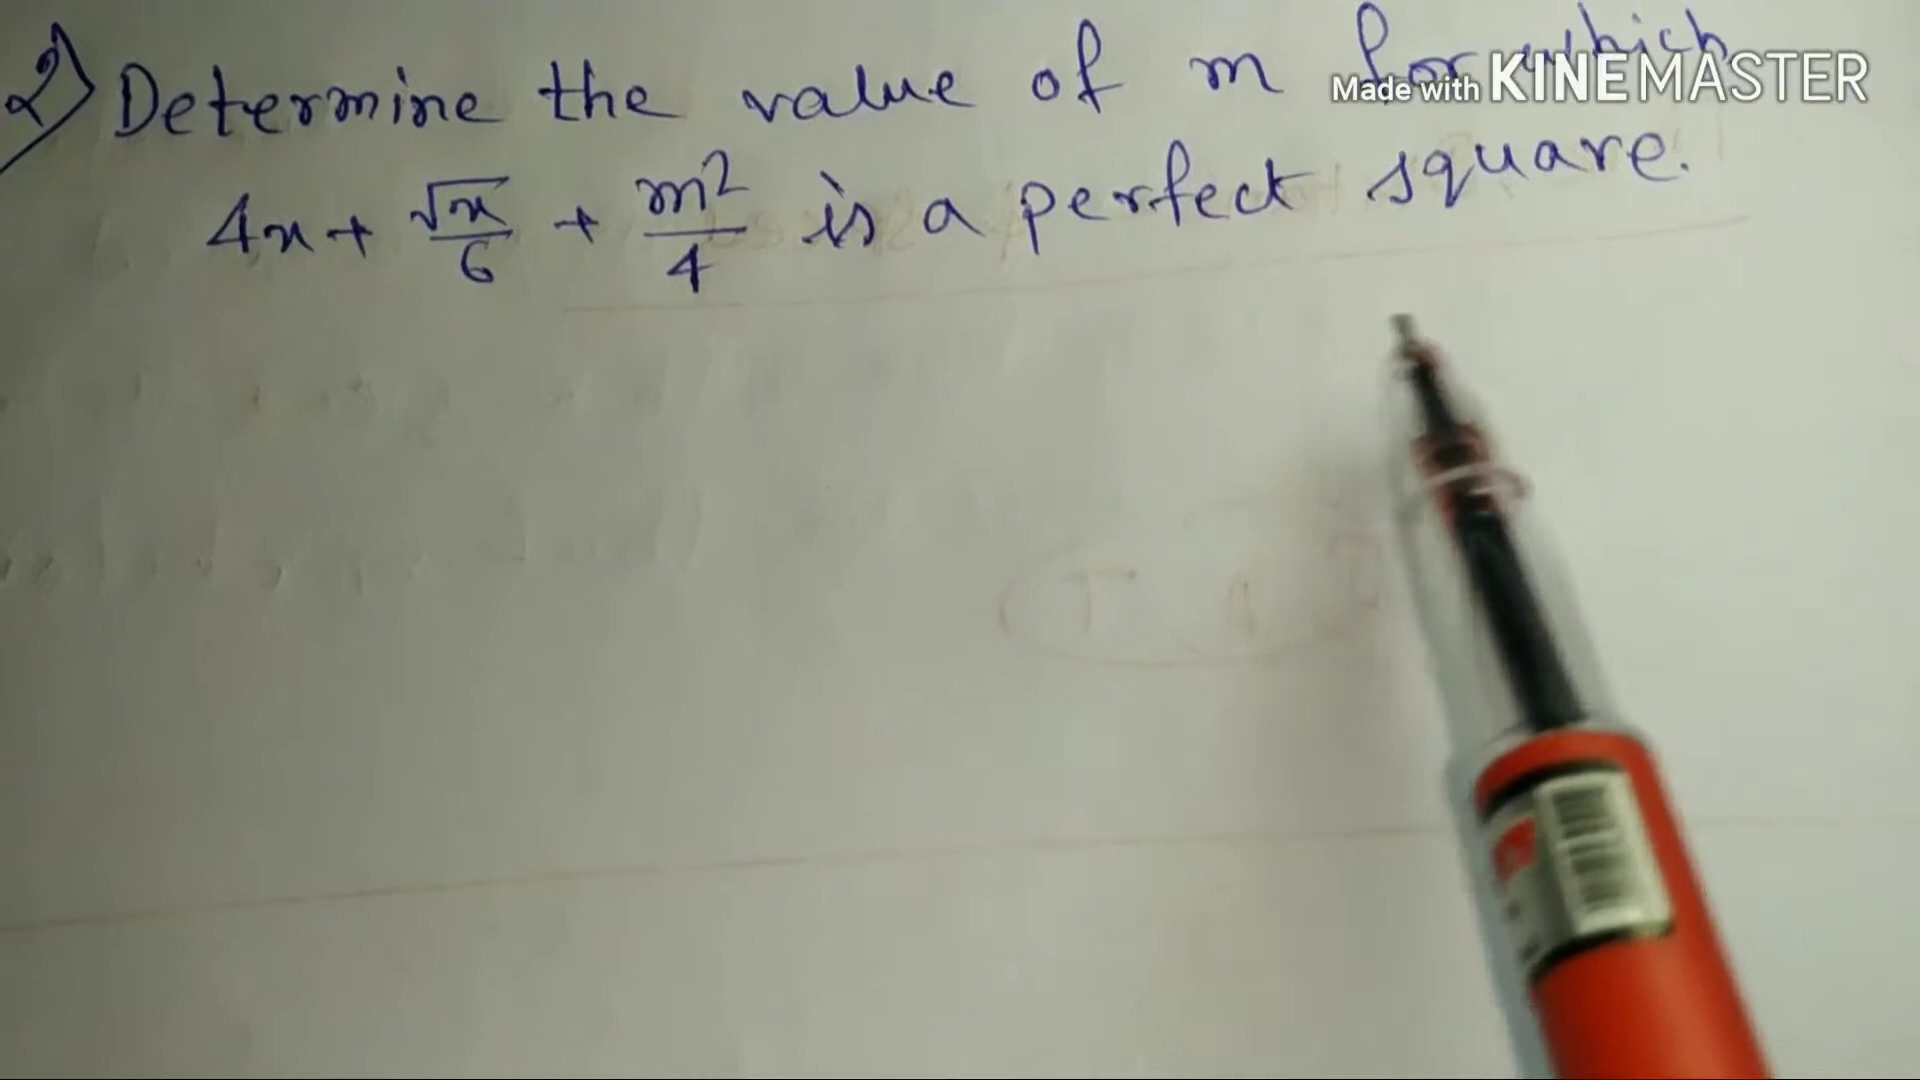 2) Determine the value of m for which
Made with KINEMASTER
4x + √x/6 + m²/4 is a perfect square.